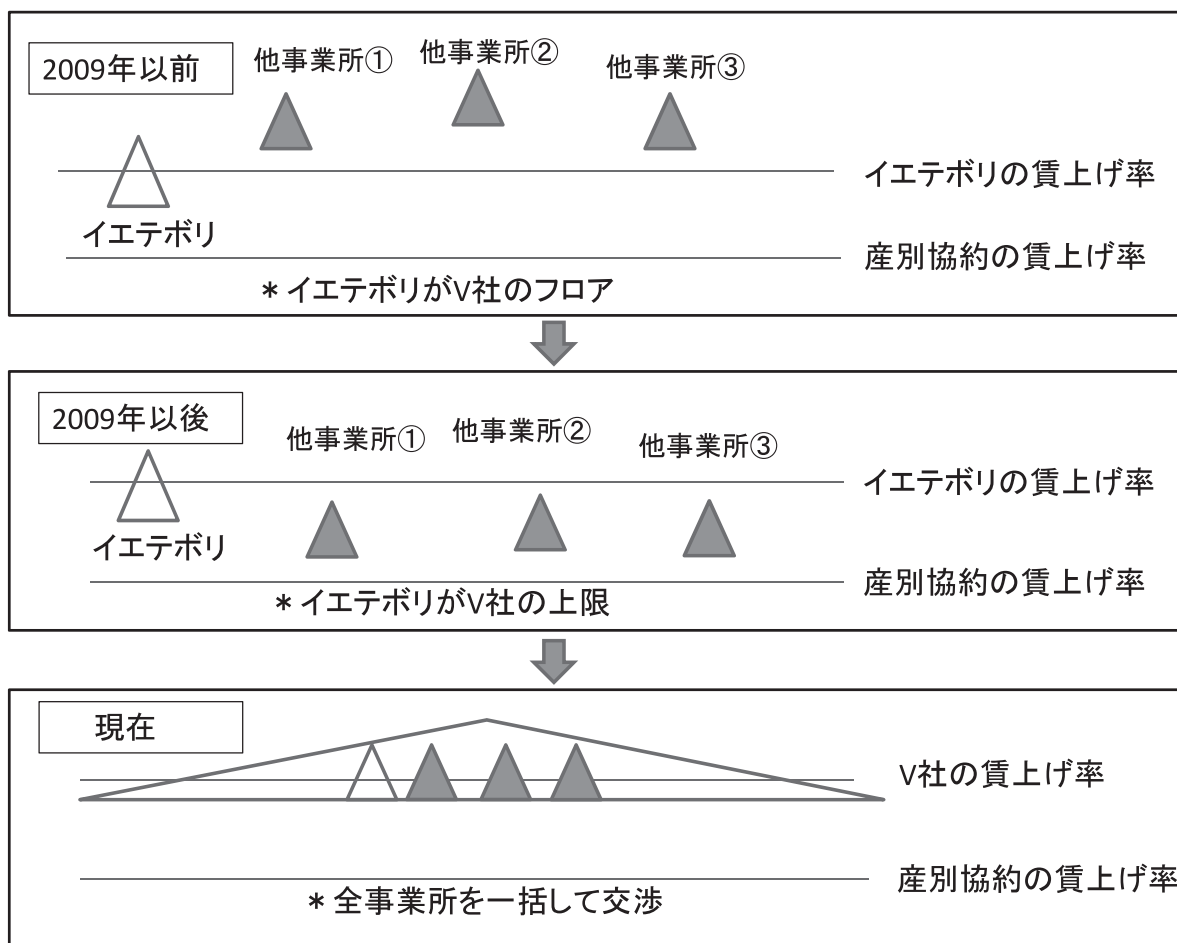 2009年以前
他事業所①
他事業所②
他事業所③
イエテボリの賃上げ率
イエテボリ
産別協約の賃上げ率
＊イエテボリがV社のフロア
2009年以後
他事業所①
他事業所②
他事業所③
イエテボリの賃上げ率
イエテボリ
産別協約の賃上げ率
＊イエテボリがV社の上限
現在
V社の賃上げ率
産別協約の賃上げ率
＊全事業所を一括して交渉